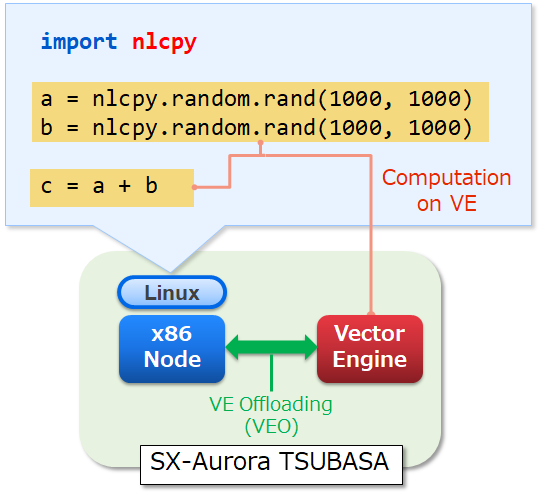 import nlcpy
a = nlcpy.random.rand(1000, 1000)
b = nlcpy.random.rand(1000, 1000)
c = a + b
Computation
on VE
Linux
x86
Node
Vector
Engine
VE Offloading
(VEO)
SX-Aurora TSUBASA